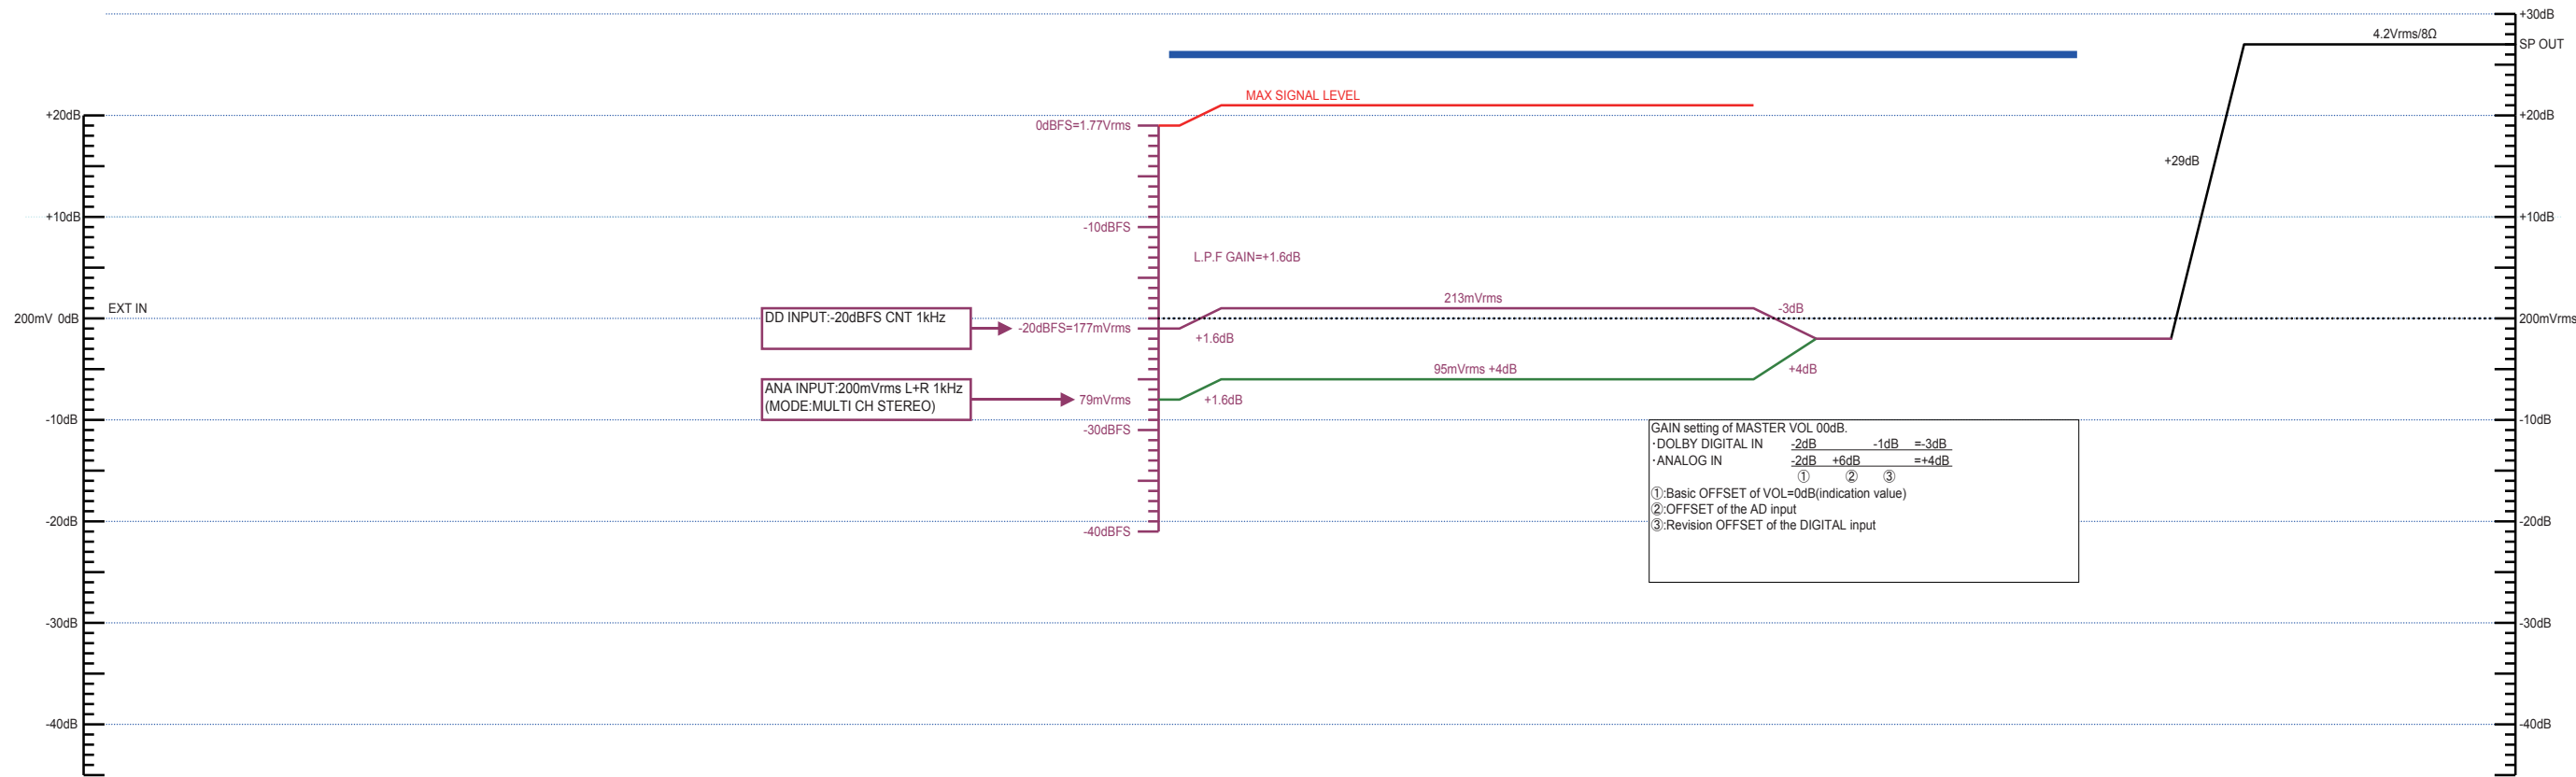 +30dB
4.2Vrms/8Ω
SP OUT
MAX SIGNAL LEVEL
+20dB
0dBFS=1.77Vrms
+20dB
+29dB
+10dB
-10dBFS
+10dB
L.P.F GAIN=+1.6dB
EXT IN
213mVrms
-3dB
200mV 0dB
DD INPUT:-20dBFS CNT 1kHz
-20dBFS=177mVrms
200mVrms
+1.6dB
95mVrms +4dB
+4dB
ANA INPUT:200mVrms L+R 1kHz
(MODE:MULTI CH STEREO)
79mVrms
+1.6dB
-10dB
-30dBFS
-10dB
GAIN setting of MASTER VOL 00dB.
·DOLBY DIGITAL IN -2dB -1dB =-3dB
·ANALOG IN -2dB +6dB =+4dB
① ② ③
①:Basic OFFSET of VOL=0dB(indication value)
②:OFFSET of the AD input
③:Revision OFFSET of the DIGITAL input
-20dB
-40dBFS
-20dB
-30dB
-30dB
-40dB
-40dB